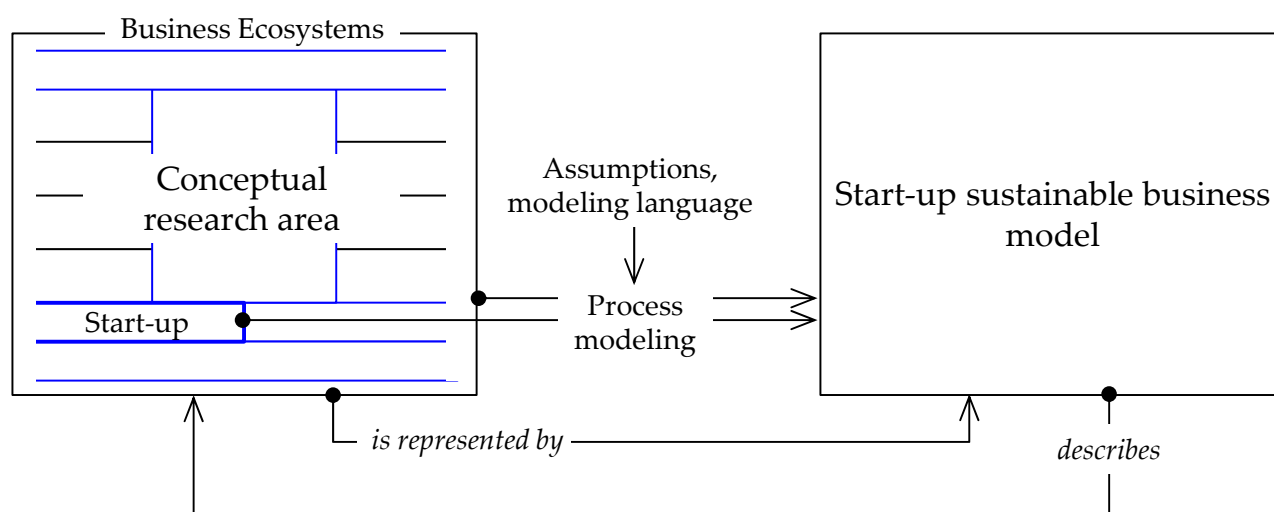 Business Ecosystems
Conceptual
research area
Start-up
Assumptions,
modeling language
Process
modeling
Start-up sustainable business
model
is represented by
describes